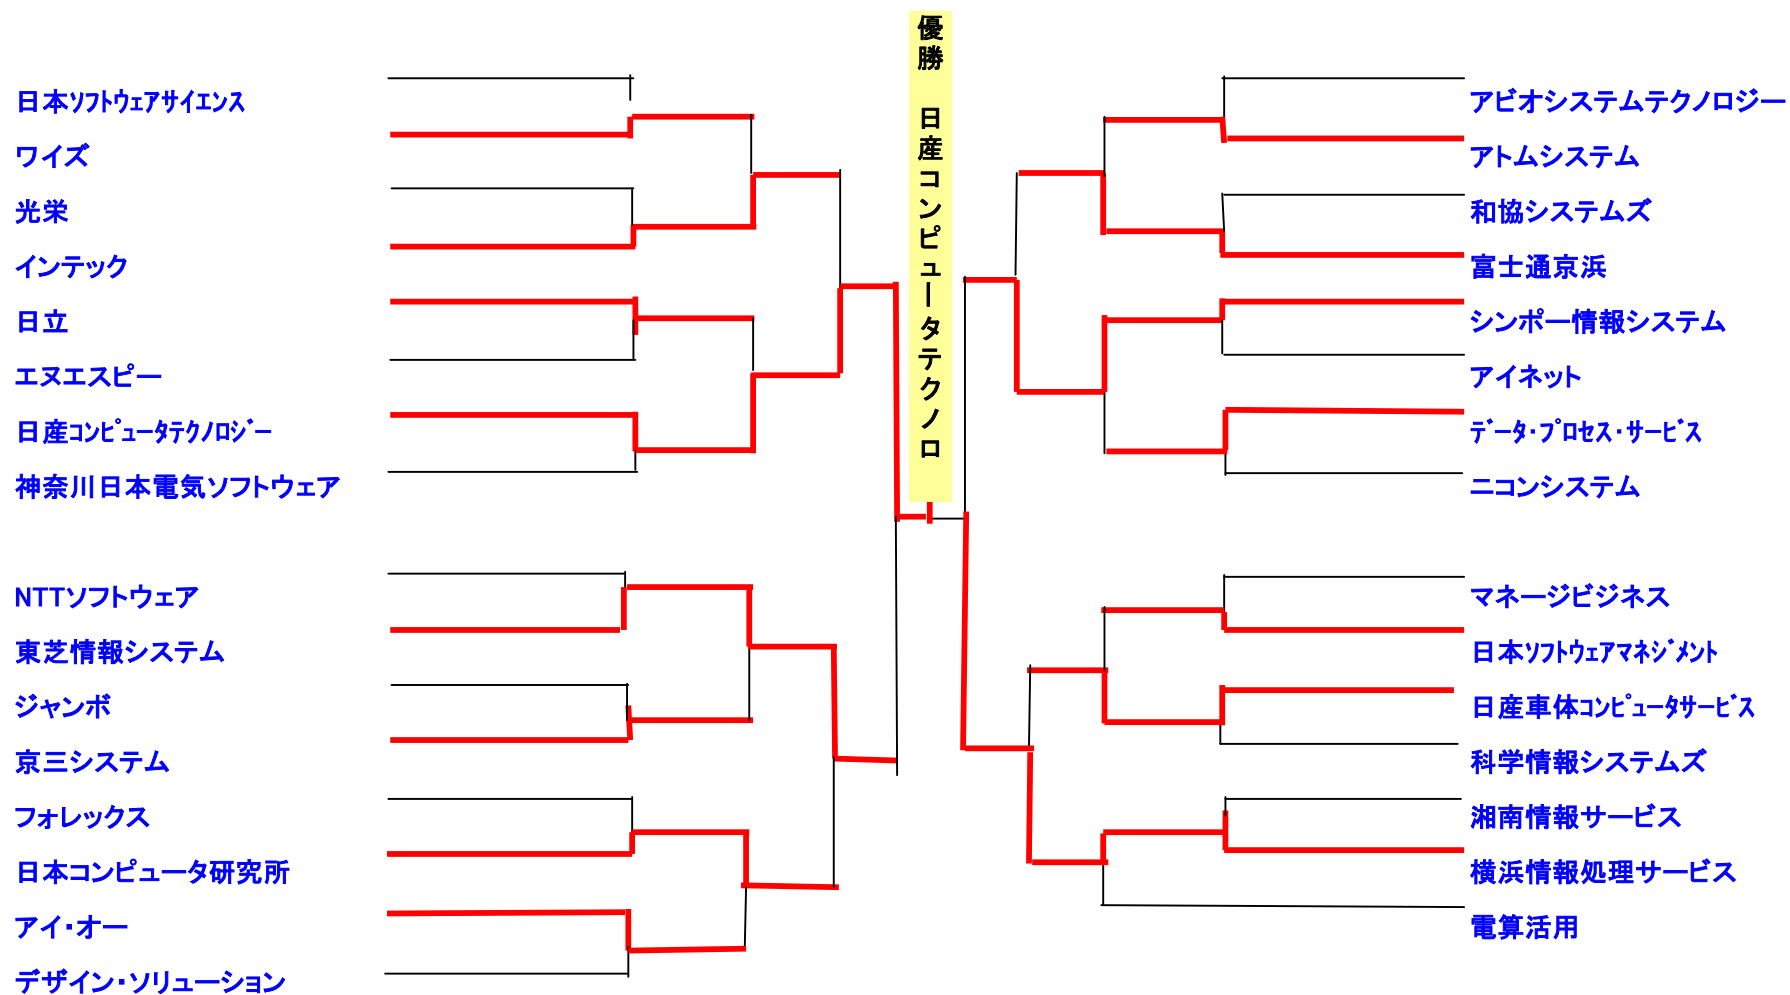 優勝 日産コンピュータテクノロ
日本ソフトウェアサイエンス
ワイズ
光栄
インテック
日立
エヌエスピー
日産コンピュータテクノロジー
神奈川日本電気ソフトウェア
NTTソフトウェア
東芝情報システム
ジャンボ
京三システム
フォレックス
日本コンピュータ研究所
アイ・オー
デザイン・ソリューション
アビオシステムテクノロジー
アトムシステム
和協システムズ
富士通京浜
シンポー情報システム
アイネット
データ・プロセス・サービス
ニコンシステム
マネージビジネス
日本ソフトウェアマネジメント
日産車体コンピュータサービス
科学情報システムズ
湘南情報サービス
横浜情報処理サービス
電算活用